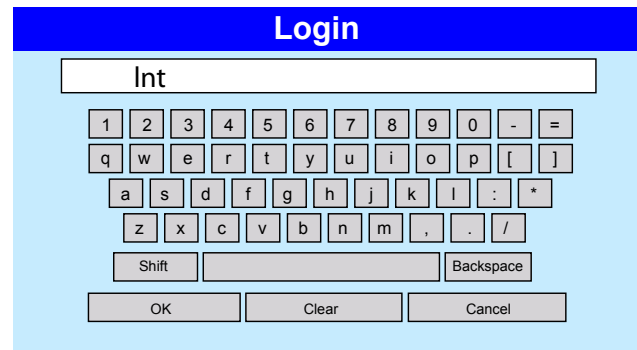 Login
Int
1 2 3 4 5 6 7 8 9 0 - =
q w e r t y u i o p [ ]
a s d f g h j k l : *
z x c v b n m , . /
Shift Backspace
OK Clear Cancel